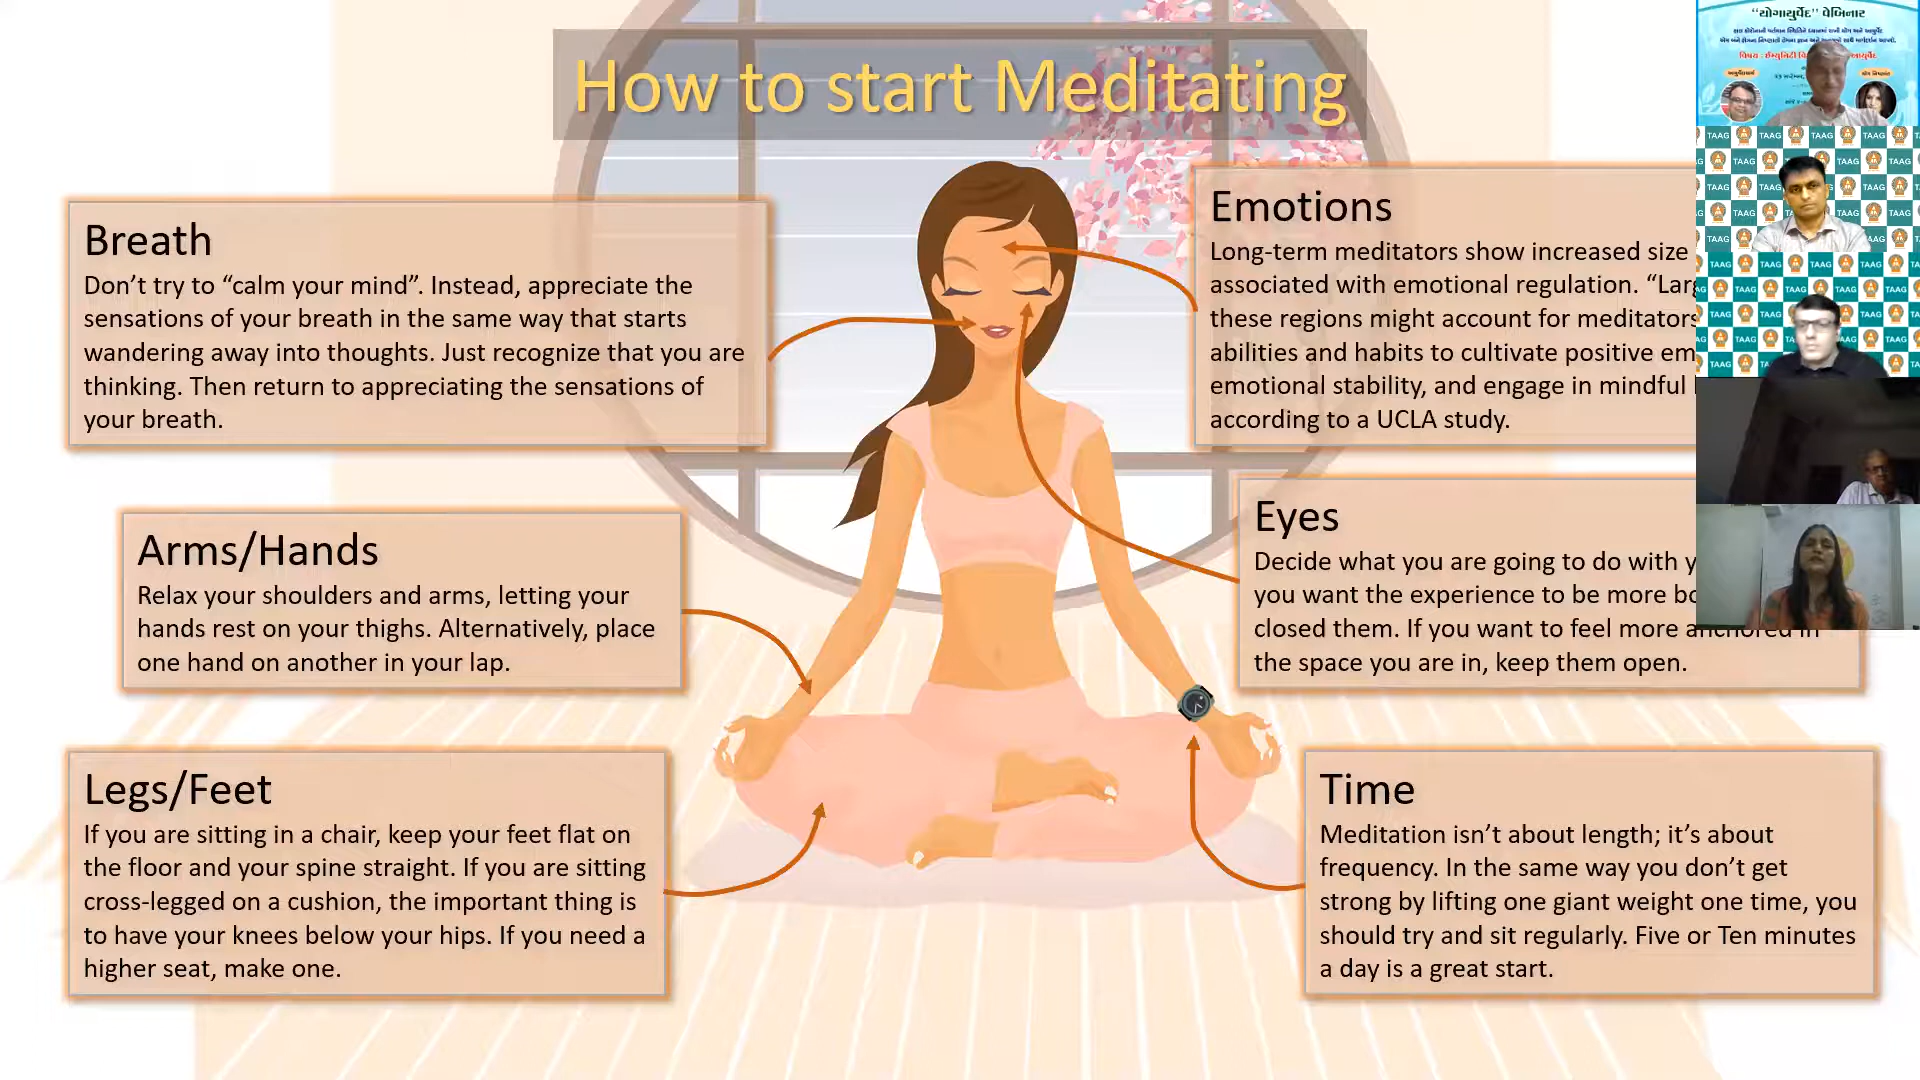 How to start Meditating
Breath
Don’t try to “calm your mind”. Instead, appreciate the
sensations of your breath in the same way that starts
wandering away into thoughts. Just recognize that you are
thinking. Then return to appreciating the sensations of
your breath.
Arms/Hands
Relax your shoulders and arms, letting your
hands rest on your thighs. Alternatively, place
one hand on another in your lap.
Legs/Feet
If you are sitting in a chair, keep your feet flat on
the floor and your spine straight. If you are sitting
cross-legged on a cushion, the important thing is
to have your knees below your hips. If you need a
higher seat, make one.
Emotions
Long-term meditators show increased size
associated with emotional regulation.
these regions might account for meditators
abilities and habits to cultivate positive
emotional stability, and engage in mindful
according to a UCLA study.
Eyes
Decide what you are going to do with
you want the experience to be more
closed them. If you want to feel more anchored in
the space you are in, keep them open.
Time
Meditation isn’t about length; it’s about
frequency. In the same way you don’t get
strong by lifting one giant weight one time, you
should try and sit regularly. Five or Ten minutes
a day is a great start.
“યોગાયુર્વેદ” વેબિનાર
TAAG